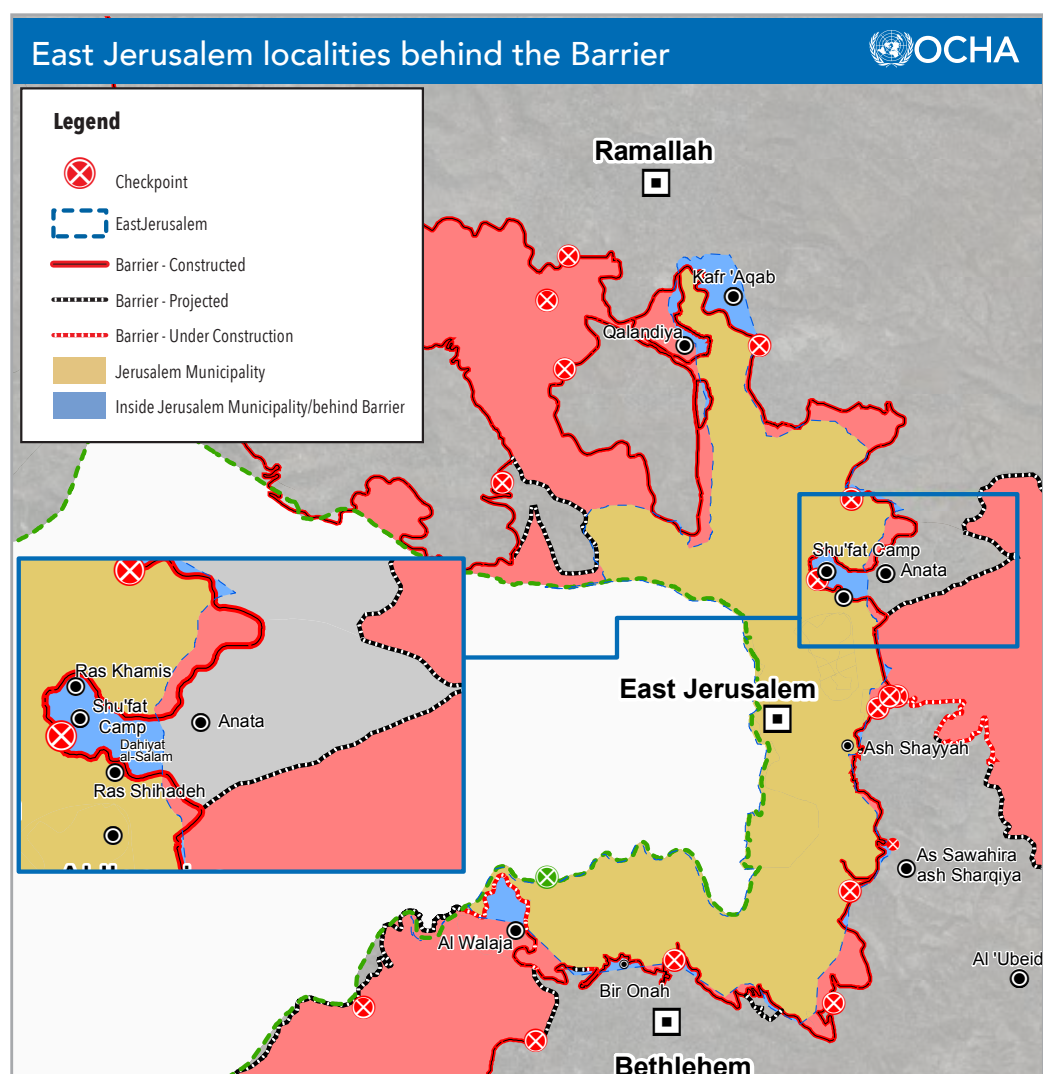 East Jerusalem localities behind the Barrier
OCHA
Legend
Checkpoint
EastJerusalem
Barrier - Constructed
Barrier - Projected
Barrier - Under Construction
Jerusalem Municipality
Inside Jerusalem Municipality/behind Barrier
Ramallah
Kafr 'Aqab
Qalandiya
Shu'fat Camp
Anata
Ras Khamis
Shu'fat
Camp
Anata
Dahiyat
al-Salam
Ras Shihadeh
East Jerusalem
Ash Shayyah
As Sawahira
ash Sharqiya
Al Walaja
Al 'Ubeid
Bir Onah
Bethlehem